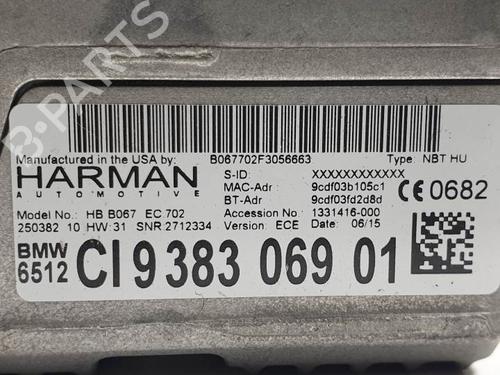 B-PARTS
Manufactured in the USA by: B067702F3056663 Type: NBT HU
HARMAN
AUTOMOTIVE
S-ID: XXXXXXXXXXXX
MAC-Adr 9cdf03b105c1
BT-Adr 9cdf03fd2d8d
CE 0682
Model No.: HB B067 EC 702 Accession No.: 1331416-000
250382 10 HW: 31 SNR 2712334 Version: ECE Date: 06/15
BMW
6512 CI 9 383 069 01